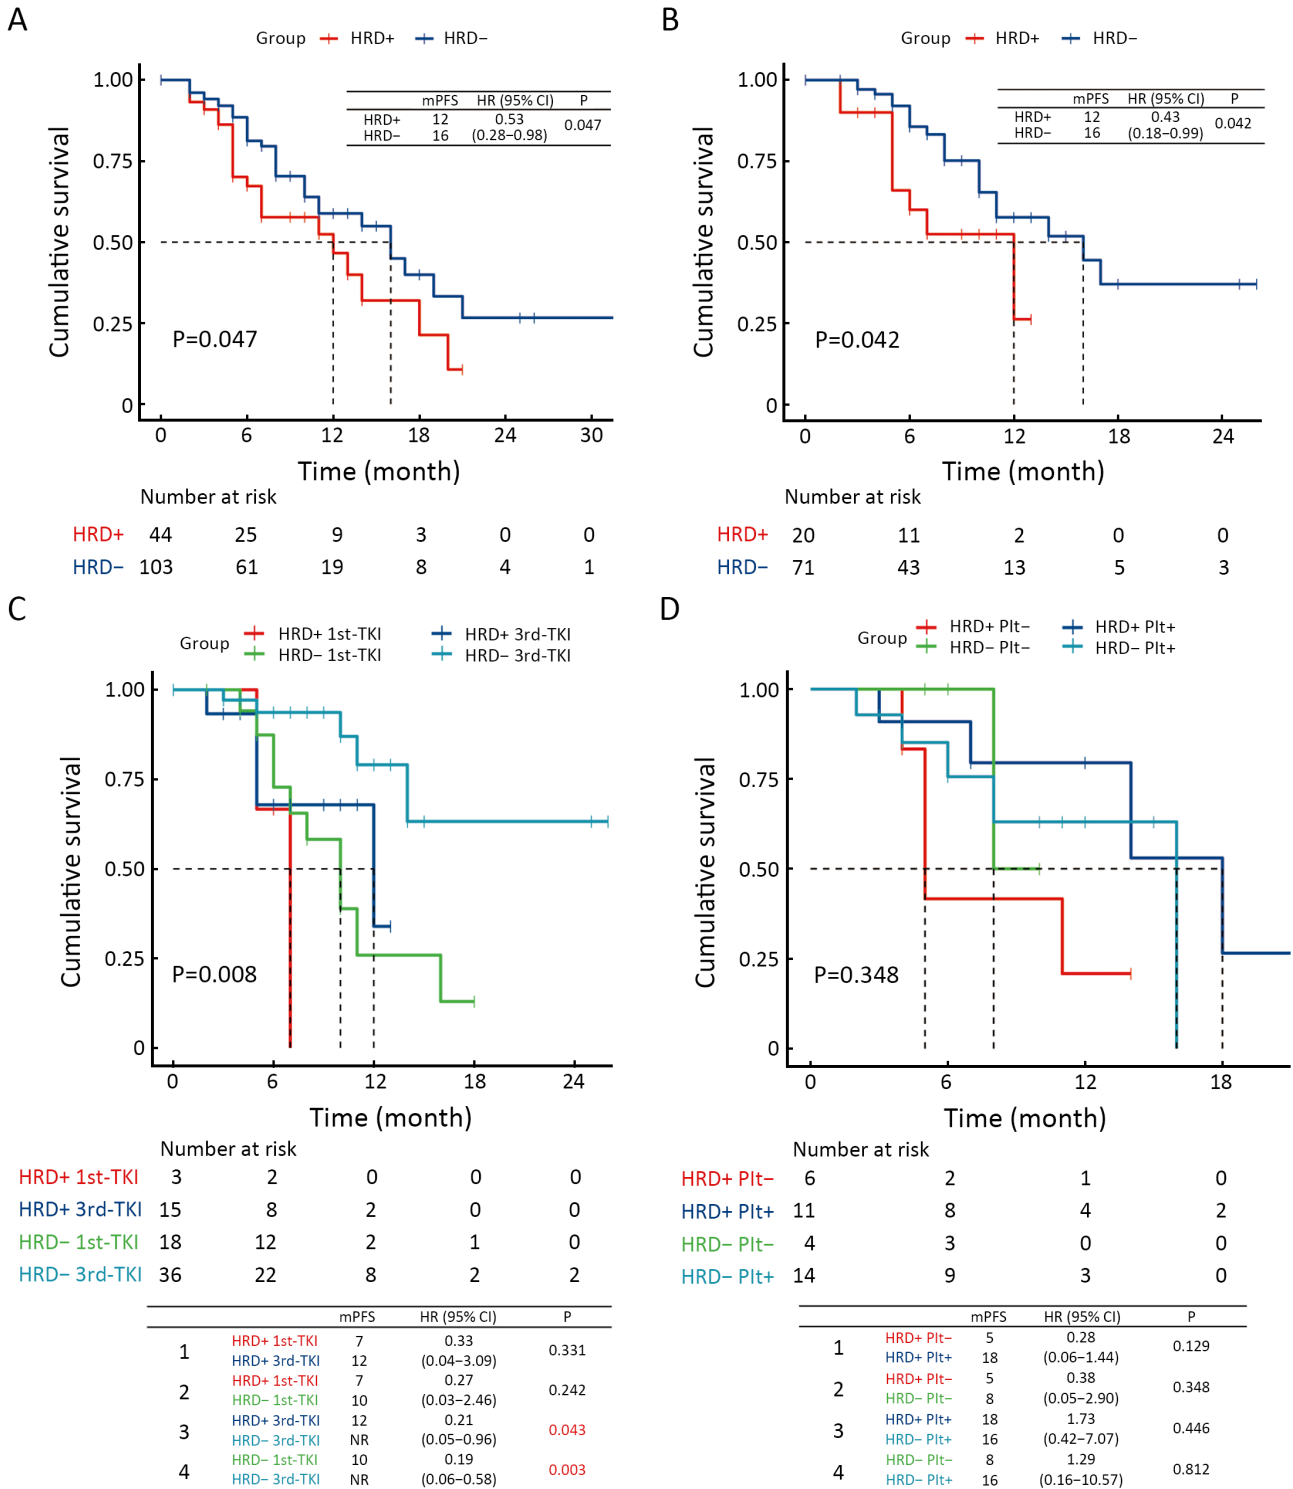 A
Group HRD+ HRD−
1.00
0.75
0.50
0.25
0
Cumulative survival
mPFS HR (95% CI) P
HRD+ 12 0.53 0.047
HRD− 16 (0.28−0.98)
P=0.047
0 6 12 18 24 30
Time (month)
Number at risk
HRD+ 44 25 9 3 0 0
HRD− 103 61 19 8 4 1
B
Group HRD+ HRD−
1.00
0.75
0.50
0.25
0
Cumulative survival
mPFS HR (95% CI) P
HRD+ 12 0.43 0.042
HRD− 16 (0.18−0.99)
P=0.042
0 6 12 18 24
Time (month)
Number at risk
HRD+ 20 11 2 0 0
HRD− 71 43 13 5 3
C
Group HRD+ 1st-TKI HRD+ 3rd-TKI
HRD− 1st-TKI HRD− 3rd-TKI
1.00
0.75
0.50
0.25
0
Cumulative survival
P=0.008
0 6 12 18 24
Time (month)
Number at risk
HRD+ 1st-TKI 3 2 0 0 0
HRD+ 3rd-TKI 15 8 2 0 0
HRD− 1st-TKI 18 12 2 1 0
HRD− 3rd-TKI 36 22 8 2 2
mPFS HR (95% CI) P
1 HRD+ 1st-TKI 7 0.33 0.331
HRD+ 3rd-TKI 12 (0.04−3.09)
2 HRD+ 1st-TKI 7 0.27 0.242
HRD− 1st-TKI 10 (0.03−2.46)
3 HRD+ 3rd-TKI 12 0.21 0.043
HRD− 3rd-TKI NR (0.05−0.96)
4 HRD− 1st-TKI 10 0.19 0.003
HRD− 3rd-TKI NR (0.06−0.58)
D
Group HRD+ Plt− HRD+ Plt+
HRD− Plt− HRD− Plt+
1.00
0.75
0.50
0.25
0
Cumulative survival
P=0.348
0 6 12 18
Time (month)
Number at risk
HRD+ Plt− 6 2 1 0
HRD+ Plt+ 11 8 4 2
HRD− Plt− 4 3 0 0
HRD− Plt+ 14 9 3 0
mPFS HR (95% CI) P
1 HRD+ Plt− 5 0.28 0.129
HRD+ Plt+ 18 (0.06−1.44)
2 HRD+ Plt− 5 0.38 0.348
HRD− Plt− 8 (0.05−2.90)
3 HRD+ Plt+ 18 1.73 0.446
HRD− Plt+ 16 (0.42−7.07)
4 HRD− Plt− 8 1.29 0.812
HRD− Plt+ 16 (0.16−10.57)